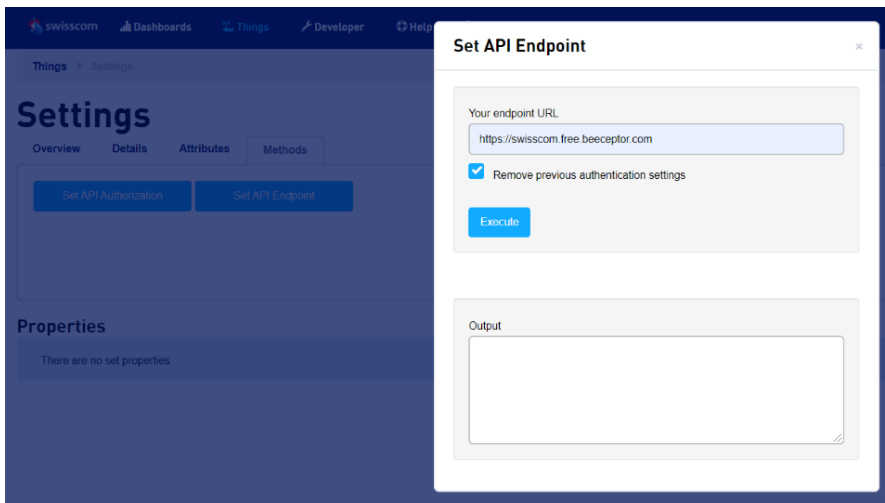 swisscom Dashboards Things Developer Help
Things Settings
Settings
Overview Details Attributes Methods
Set API Authorization Set API Endpoint
Properties
There are no set properties
Set API Endpoint ×
Your endpoint URL
https://swisscom.free.beeceptor.com
Remove previous authentication settings
Execute
Output